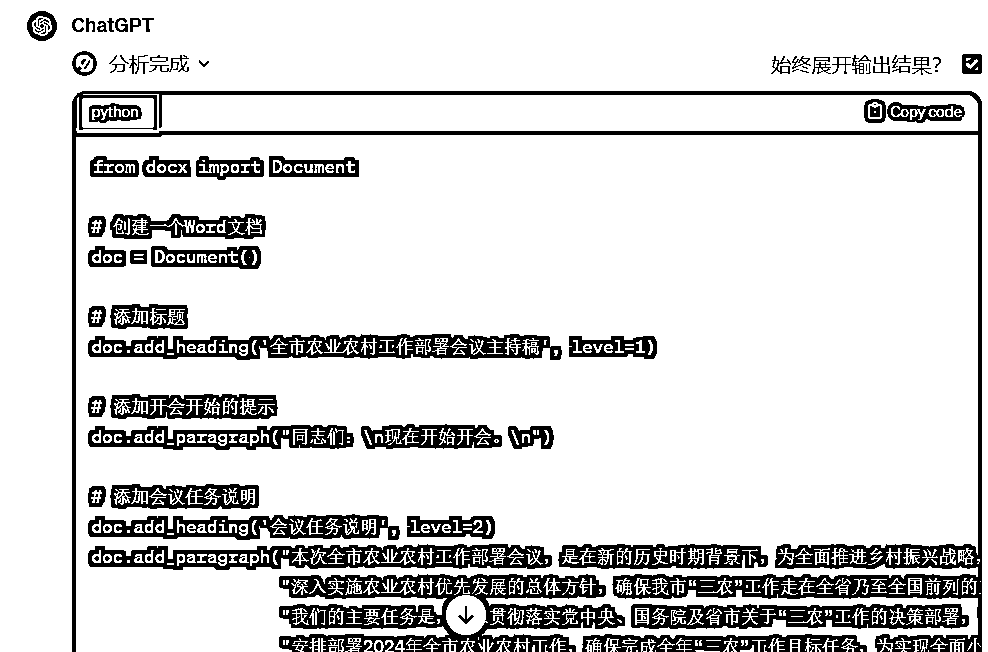 ChatGPT
分析完成
始终展开输出结果?
python
Copy code
from docx import Document
# 创建一个Word文档
doc = Document()
# 添加标题
doc.add_heading('全市农业农村工作部署会议主持稿', level=1)
# 添加开会开始的提示
doc.add_paragraph("同志们：\n现在开始开会。\n")
# 添加会议任务说明
doc.add_heading('会议任务说明', level=2)
doc.add_paragraph("本次全市农业农村工作部署会议，是在新的历史时期背景下，为全面推进乡村振兴战略，
"深入实施农业农村优先发展的总体方针，确保我市“三农”工作走在全省乃至全国前列的
"我们的主要任务是 贯彻落实党中央、国务院及省市关于“三农”工作的决策部署，
"安排部署2024年全市农业农村工作，确保完成全年“三农”工作目标任务，为实现全面小